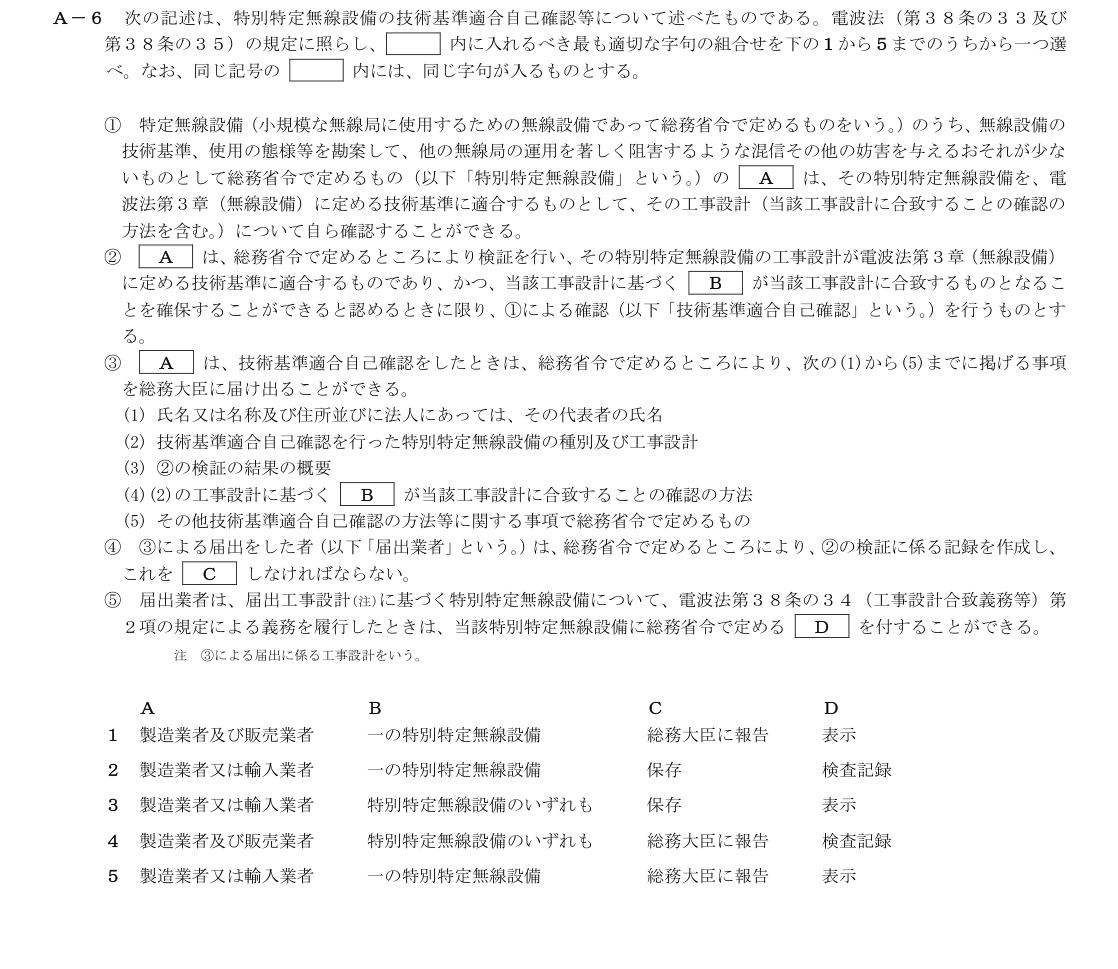 Ａ－６　次の記述は、特別特定無線設備の技術基準適合自己確認等について述べたものである。電波法（第３８条の３３及び
第３８条の３５）の規定に照らし、 内に入れるべき最も適切な字句の組合せを下の１から５までのうちから一つ選
べ。なお、同じ記号の 内には、同じ字句が入るものとする。
①　特定無線設備（小規模な無線局に使用するための無線設備であって総務省令で定めるものをいう。）のうち、無線設備の
技術基準、使用の態様等を勘案して、他の無線局の運用を著しく阻害するような混信その他の妨害を与えるおそれが少な
いものとして総務省令で定めるもの（以下「特別特定無線設備」という。）の Ａ は、その特別特定無線設備を、電
波法第３章（無線設備）に定める技術基準に適合するものとして、その工事設計（当該工事設計に合致することの確認の
方法を含む。）について自ら確認することができる。
② Ａ は、総務省令で定めるところにより検証を行い、その特別特定無線設備の工事設計が電波法第３章（無線設備）
に定める技術基準に適合するものであり、かつ、当該工事設計に基づく Ｂ が当該工事設計に合致するものとなるこ
とを確保することができると認めるときに限り、①による確認（以下「技術基準適合自己確認」という。）を行うものとす
る。
③ Ａ は、技術基準適合自己確認をしたときは、総務省令で定めるところにより、次の(1)から(5)までに掲げる事項
を総務大臣に届け出ることができる。
(1) 氏名又は名称及び住所並びに法人にあっては、その代表者の氏名
(2) 技術基準適合自己確認を行った特別特定無線設備の種別及び工事設計
(3) ②の検証の結果の概要
(4) (2)の工事設計に基づく Ｂ が当該工事設計に合致することの確認の方法
(5) その他技術基準適合自己確認の方法等に関する事項で総務省令で定めるもの
④　③による届出をした者（以下「届出業者」という。）は、総務省令で定めるところにより、②の検証に係る記録を作成し、
これを Ｃ しなければならない。
⑤　届出業者は、届出工事設計(注)に基づく特別特定無線設備について、電波法第３８条の３４（工事設計合致義務等）第
２項の規定による義務を履行したときは、当該特別特定無線設備に総務省令で定める Ｄ を付することができる。
注　③による届出に係る工事設計をいう。
Ａ　Ｂ　Ｃ　Ｄ
１　製造業者及び販売業者　一の特別特定無線設備　総務大臣に報告　表示
２　製造業者又は輸入業者　一の特別特定無線設備　保存　検査記録
３　製造業者又は輸入業者　特別特定無線設備のいずれも　保存　表示
４　製造業者及び販売業者　特別特定無線設備のいずれも　総務大臣に報告　検査記録
５　製造業者又は輸入業者　一の特別特定無線設備　総務大臣に報告　表示